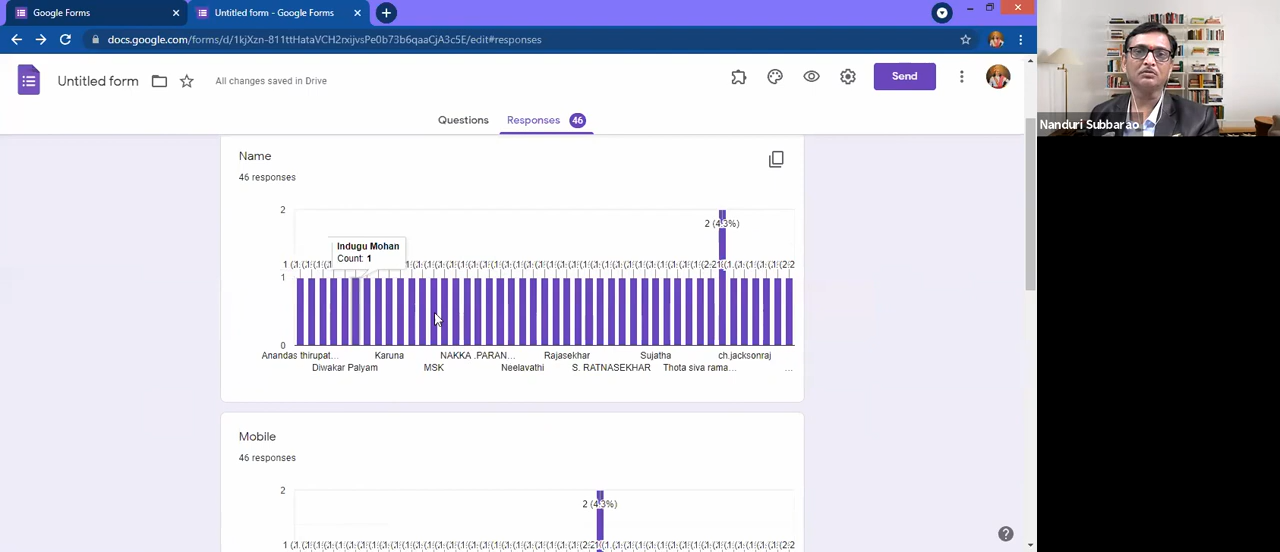 Google Forms
Untitled form - Google Forms
docs.google.com/forms/d/1kjXzn-811ttHataVCH2rxijvsPe0b73b6qaaCjA3c5E/edit#responses
Untitled form
All changes saved in Drive
Send
Questions
Responses
46
Nanduri Subbarao
Name
46 responses
2
2 (4.3%)
Indugu Mohan
Count: 1
1
0
Anandas thirupat...
Karuna
NAKKA .PARAN...
Rajasekhar
Sujatha
ch.jacksonraj
Diwakar Palyam
MSK
Neelavathi
S. RATNASEKHAR
Thota siva rama...
...
Mobile
46 responses
2
2 (4.3%)